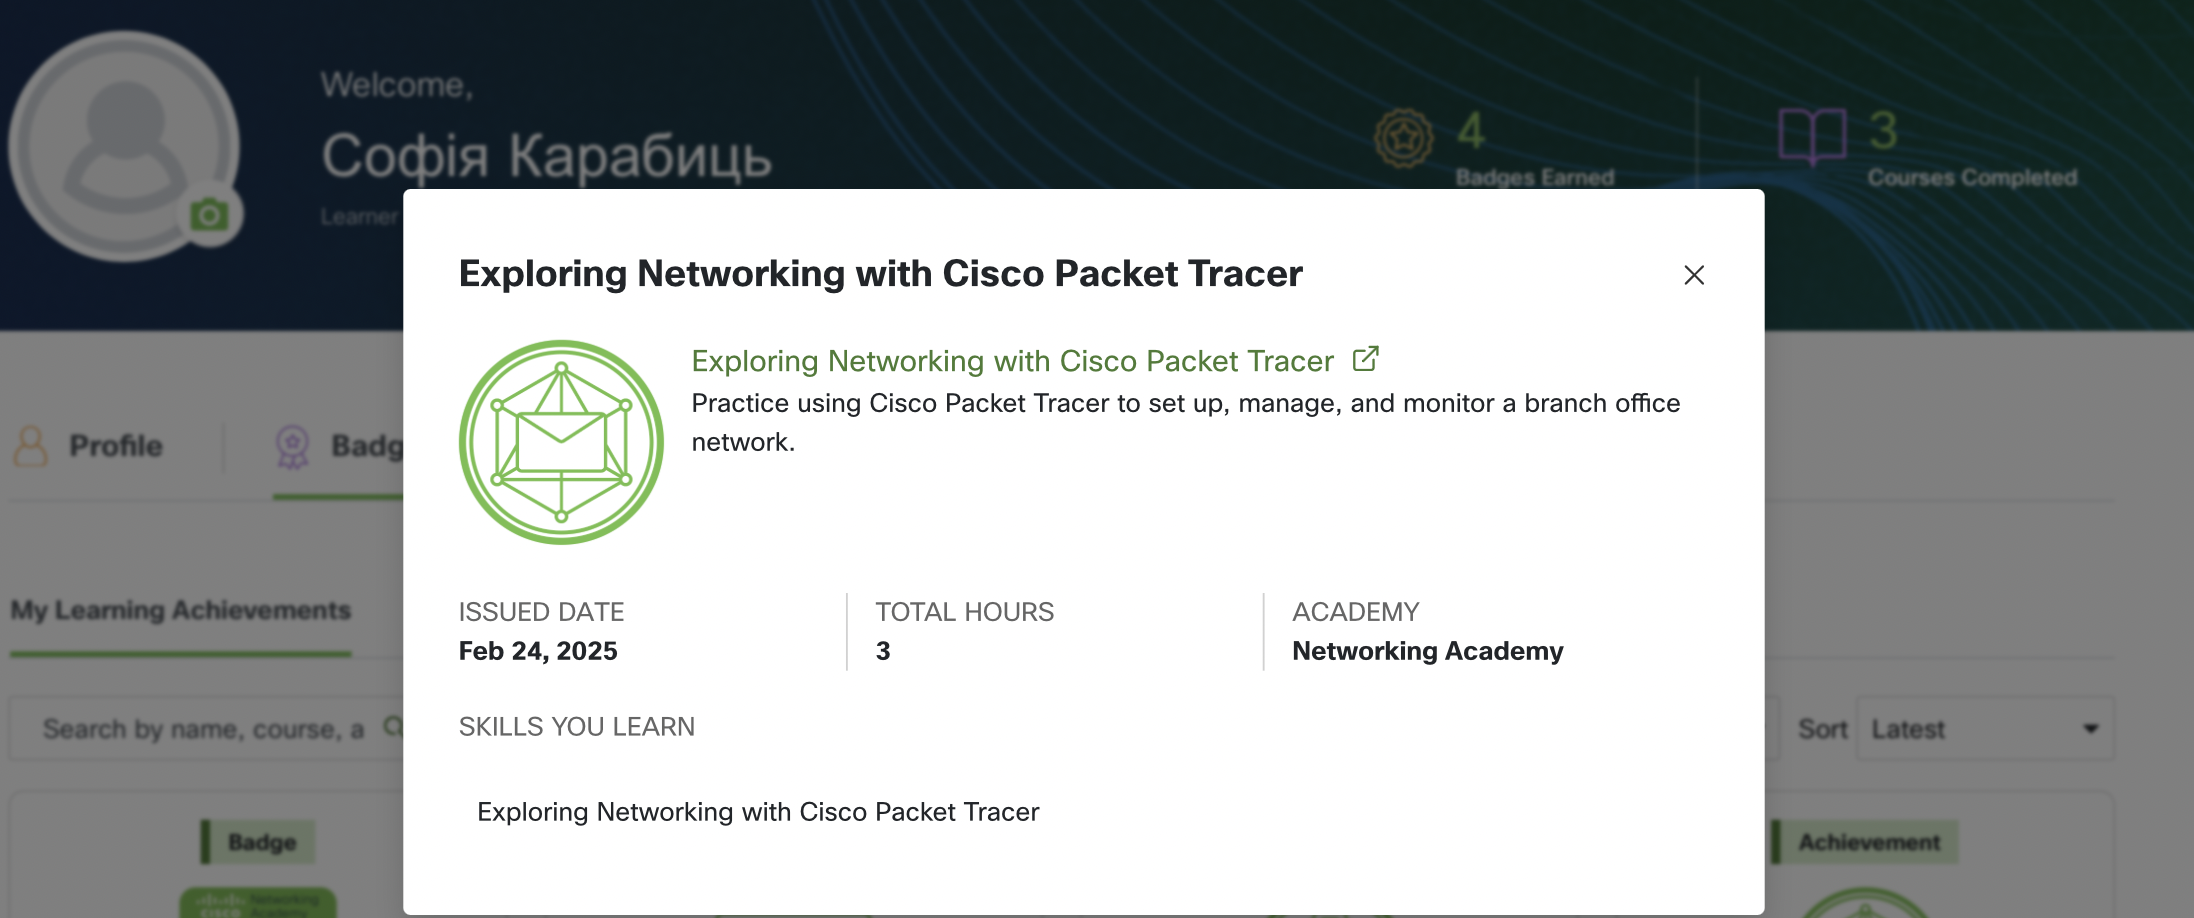 Welcome,
Софія Карабиць
Learner
4
Badges Earned
3
Courses Completed
Exploring Networking with Cisco Packet Tracer
Exploring Networking with Cisco Packet Tracer
Practice using Cisco Packet Tracer to set up, manage, and monitor a branch office
network.
Profile
Badg
ISSUED DATE
Feb 24, 2025
TOTAL HOURS
3
ACADEMY
Networking Academy
My Learning Achievements
SKILLS YOU LEARN
Search by name, course, a
Sort
Latest
Exploring Networking with Cisco Packet Tracer
Badge
Achievement
CISCO
Networking
Academy